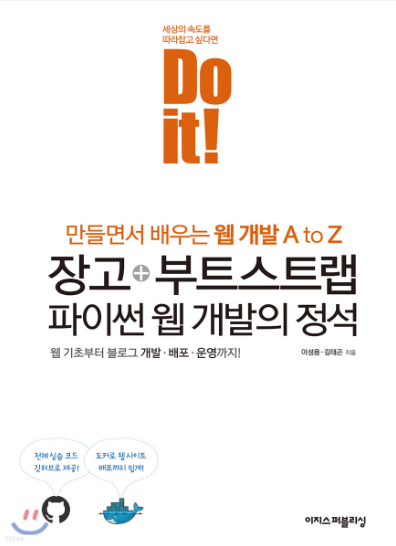 세상의 속도를
따라잡고 싶다면
Do
it!
만들면서 배우는 웹 개발 A to Z
장고+부트스트랩
파이썬 웹 개발의 정석
웹 기초부터 블로그 개발·배포·운영까지!
이성용·김태곤 지음
전체 실습 코드
깃허브로 제공!
도커로 웹 사이트
배포까지 쉽게!
이지스퍼블리싱
YES24